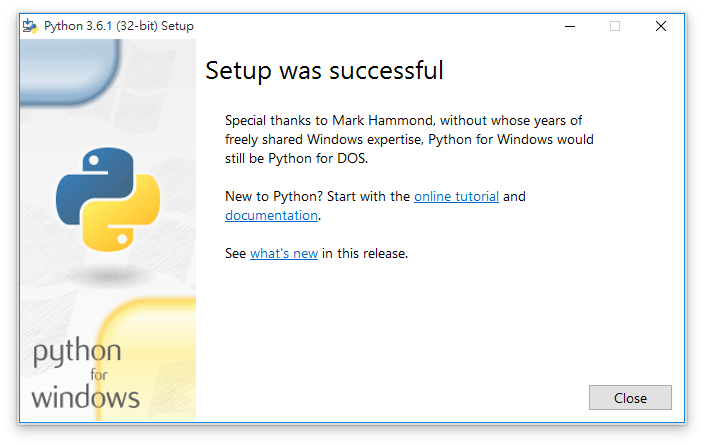 Python 3.6.1 (32-bit) Setup
Setup was successful
Special thanks to Mark Hammond, without whose years of
freely shared Windows expertise, Python for Windows would
still be Python for DOS.
New to Python? Start with the online tutorial and
documentation.
See what's new in this release.
python
for
windows
Close